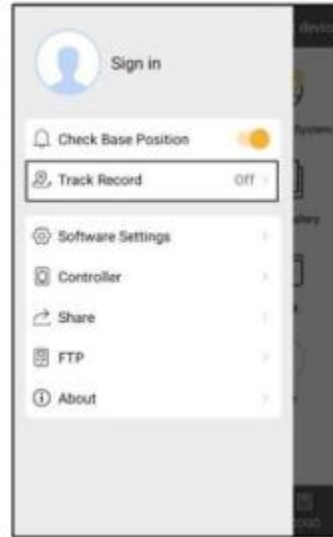 Sign in
Check Base Position
Track Record Off
Software Settings
Controller
Share
FTP
About